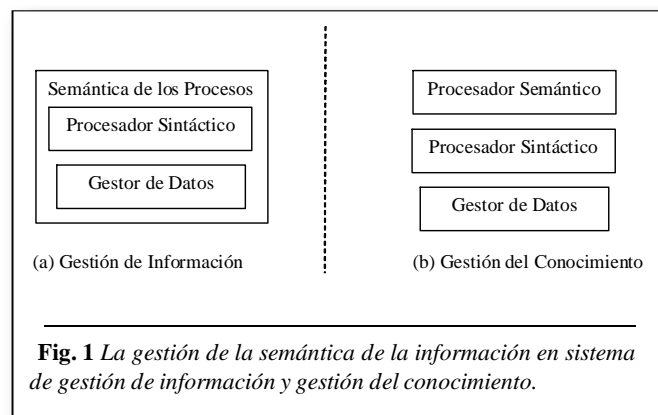 Semántica de los Procesos
Procesador Sintáctico
Gestor de Datos
(a) Gestión de Información
Procesador Semántico
Procesador Sintáctico
Gestor de Datos
(b) Gestión del Conocimiento
Fig. 1 La gestión de la semántica de la información en sistema
de gestión de información y gestión del conocimiento.